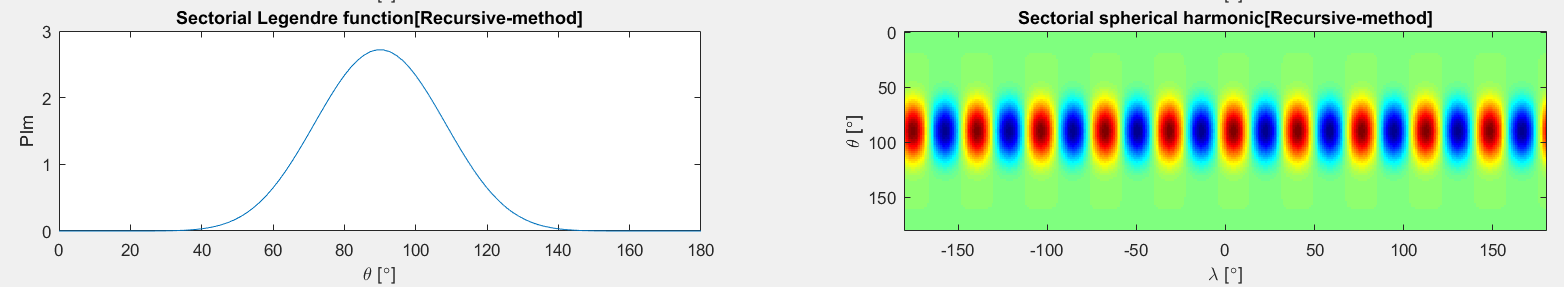 Sectorial Legendre function[Recursive-method]
3
2
1
0
Plm
0 20 40 60 80 100 120 140 160 180
θ [°]
Sectorial spherical harmonic[Recursive-method]
0
50
100
150
θ [°]
-150 -100 -50 0 50 100 150
λ [°]